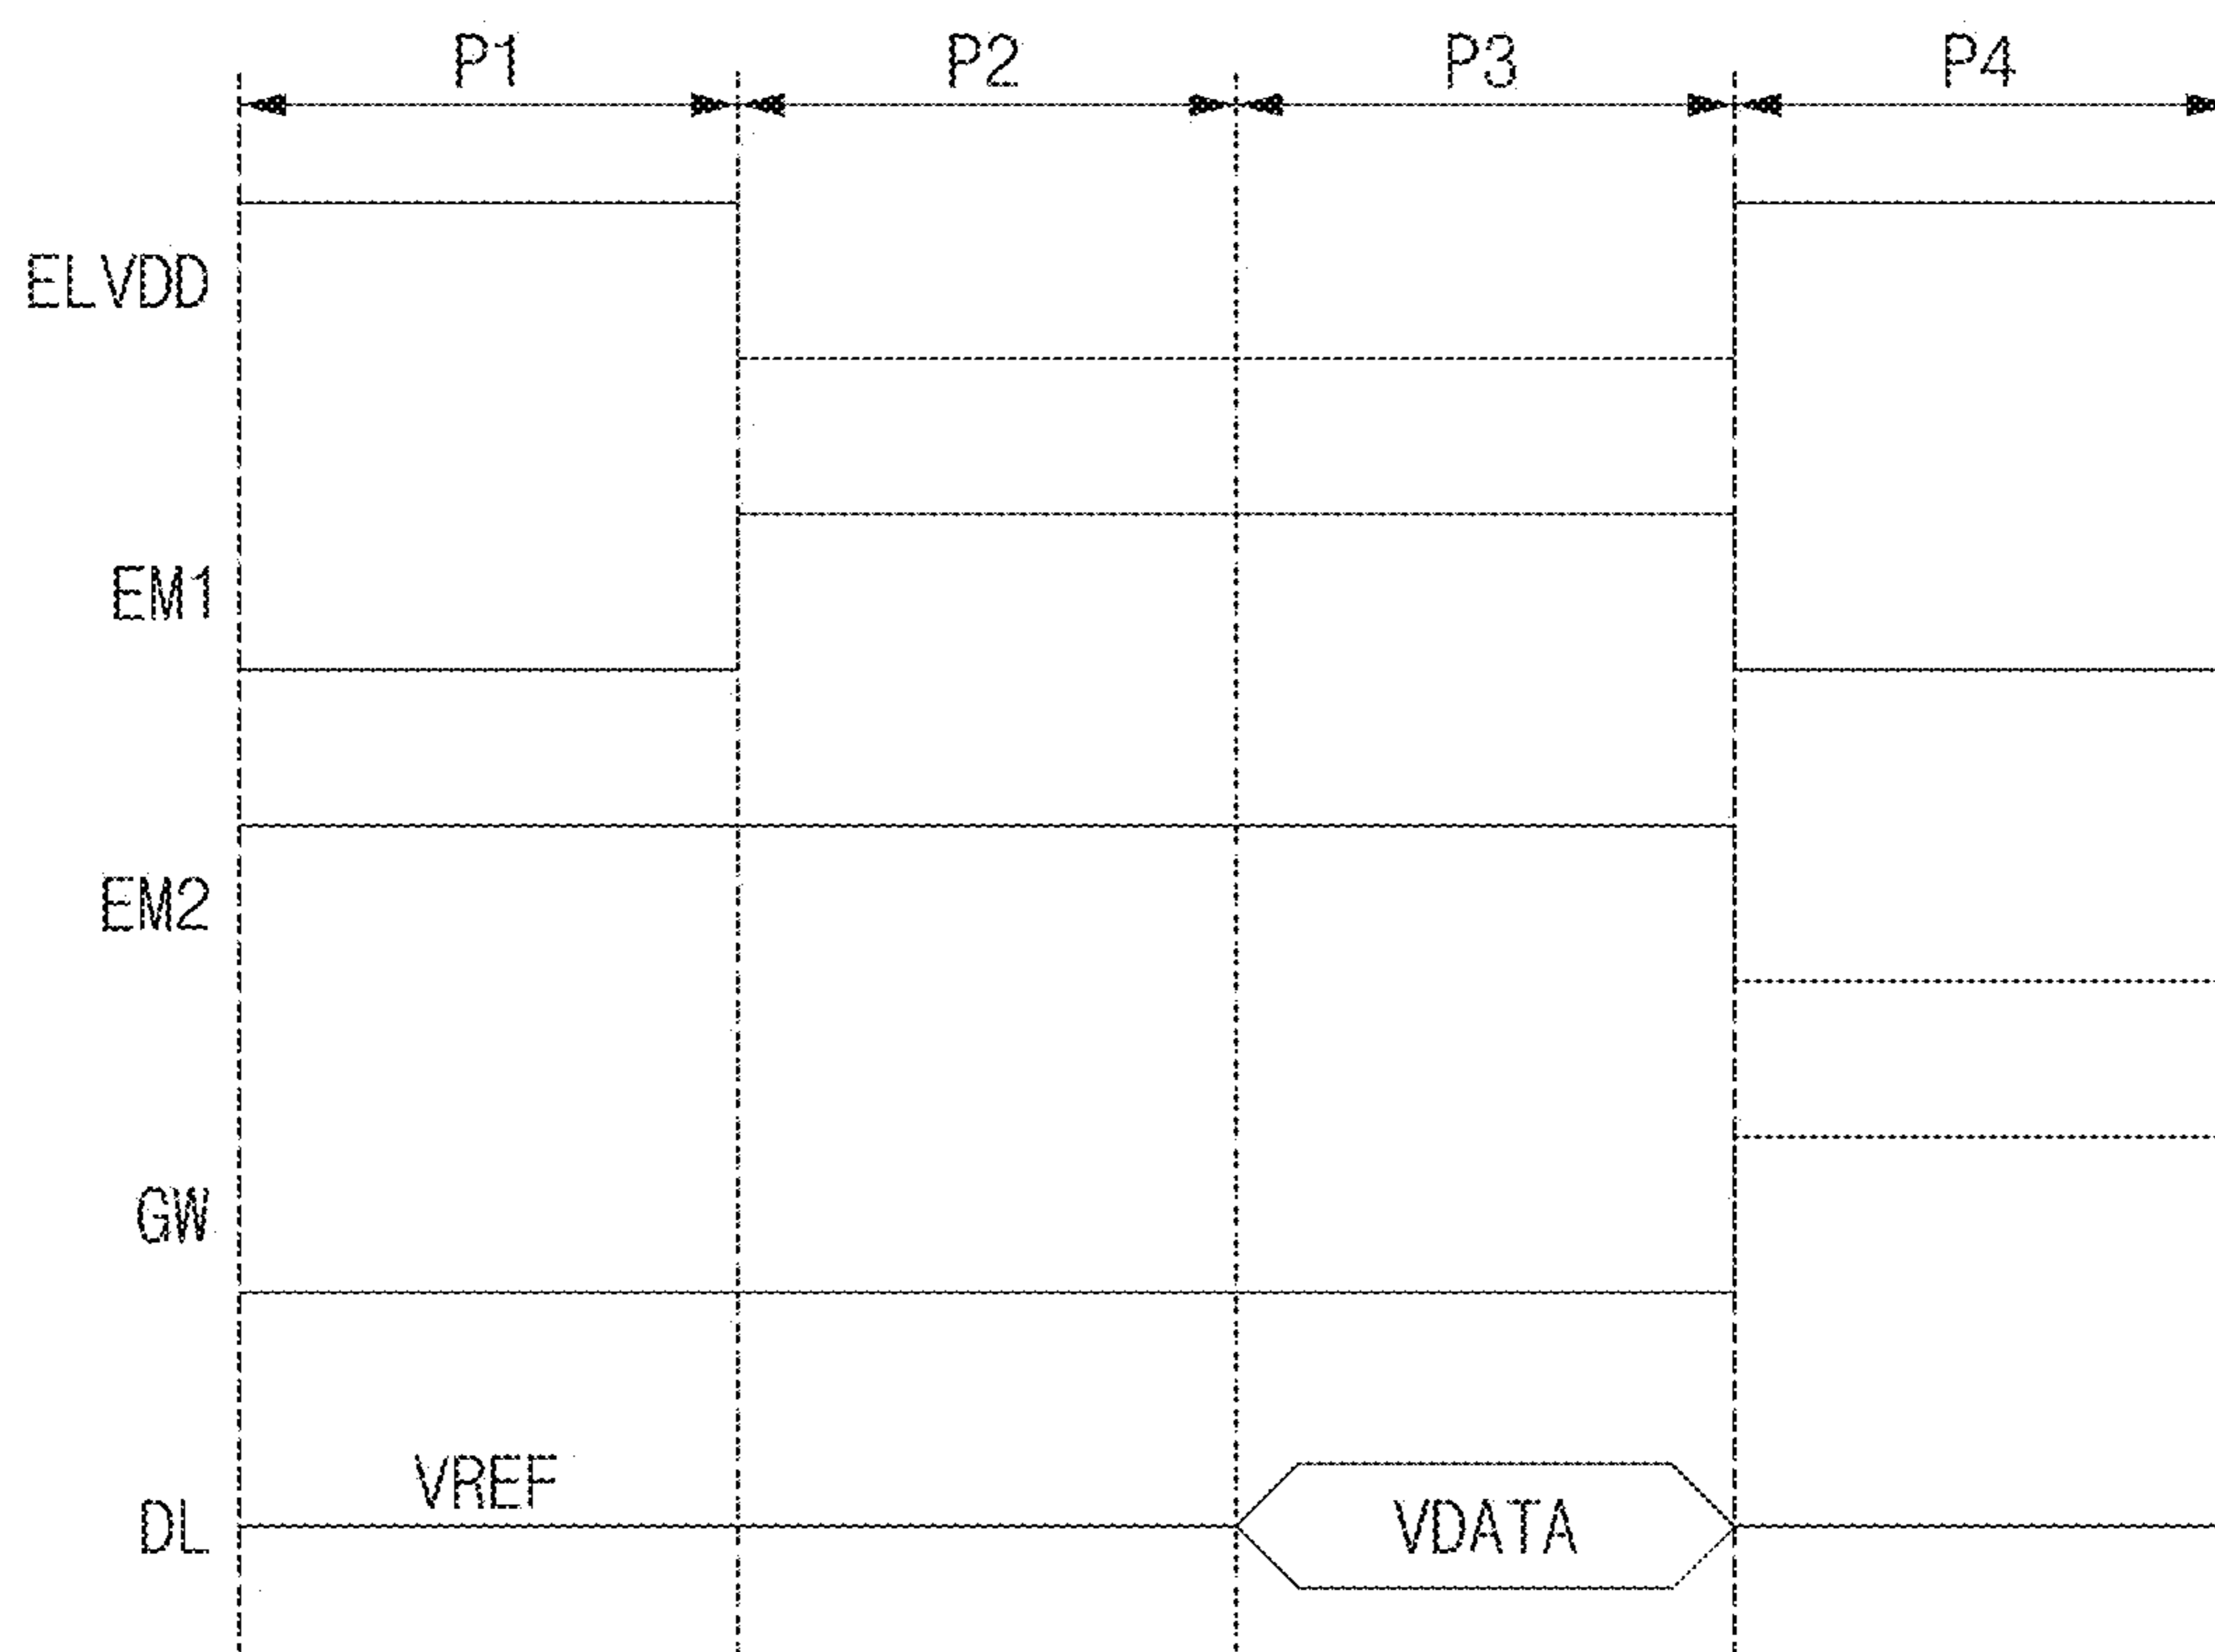 P1 P2 P3 P4
ELVDD
EM1
EM2
GW
VREF
DL VDATA